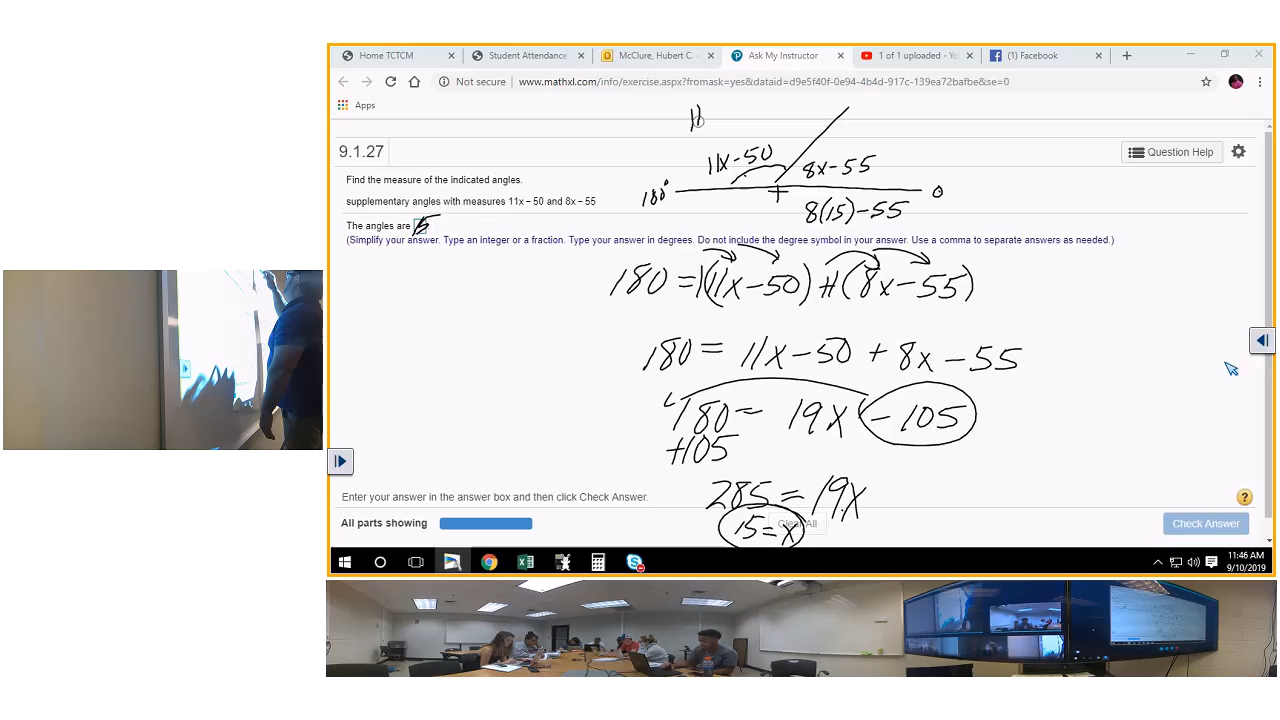 Home TCTCM
Student Attendance
McClure, Hubert C. -
Ask My Instructor
1 of 1 uploaded - Yo
(1) Facebook
Not secure | www.mathxl.com/info/exercise.aspx?fromask=yes&dataid=d9e5f40f-0e94-4b4d-917c-139ea72bafbe&se=0
Apps
11
9.1.27
Question Help
11x-50
8x-55
Find the measure of the indicated angles.
180°
0
supplementary angles with measures 11x - 50 and 8x - 55
8(15)-55
The angles are
(Simplify your answer. Type an integer or a fraction. Type your answer in degrees. Do not include the degree symbol in your answer. Use a comma to separate answers as needed.)
180 = 1(11x-50)+1(8x-55)
180 = 11x-50 + 8x-55
180 = 19x -105
+105
285 = 19x
15=x
Enter your answer in the answer box and then click Check Answer.
All parts showing
Clear All
Check Answer
11:46 AM
9/10/2019